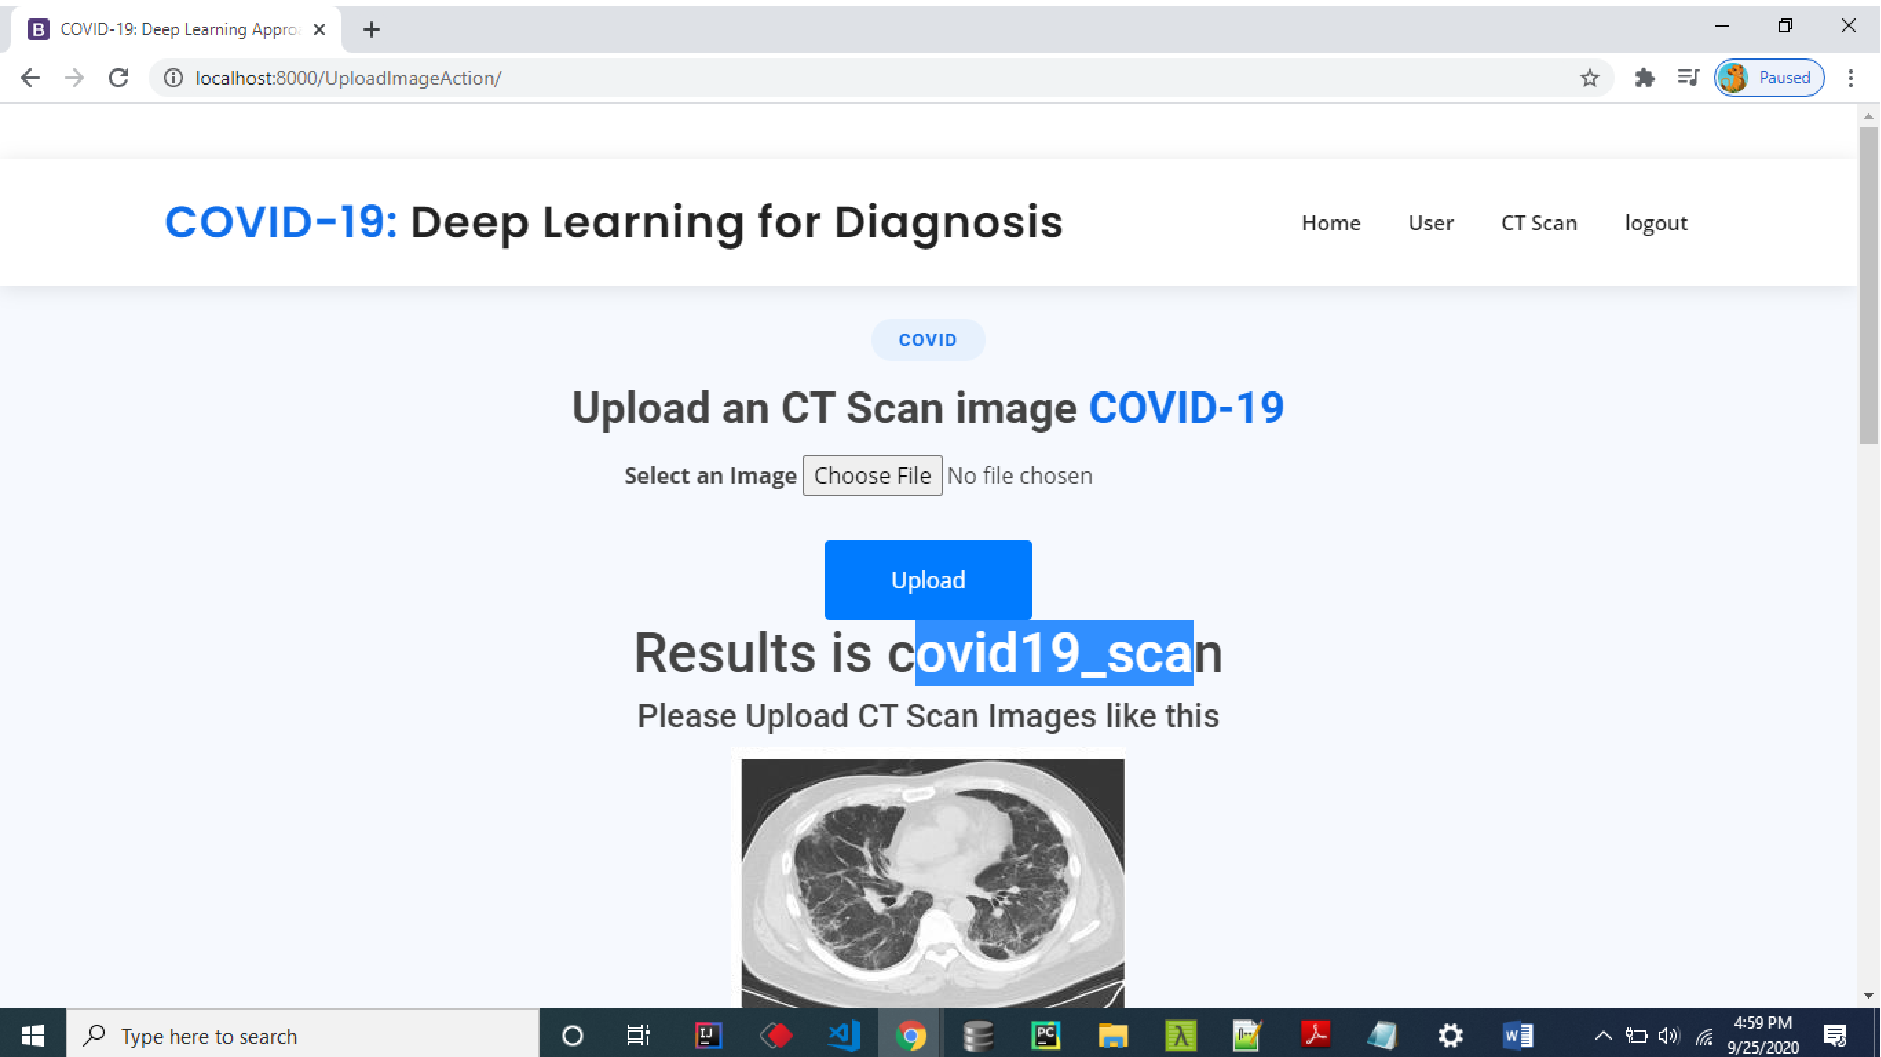 COVID-19: Deep Learning Appro
localhost:8000/UploadImageAction/
Paused
COVID-19: Deep Learning for Diagnosis
Home User CT Scan logout
COVID
Upload an CT Scan image COVID-19
Select an Image Choose File No file chosen
Upload
Results is covid19_scan
Please Upload CT Scan Images like this
Type here to search
4:59 PM
9/25/2020